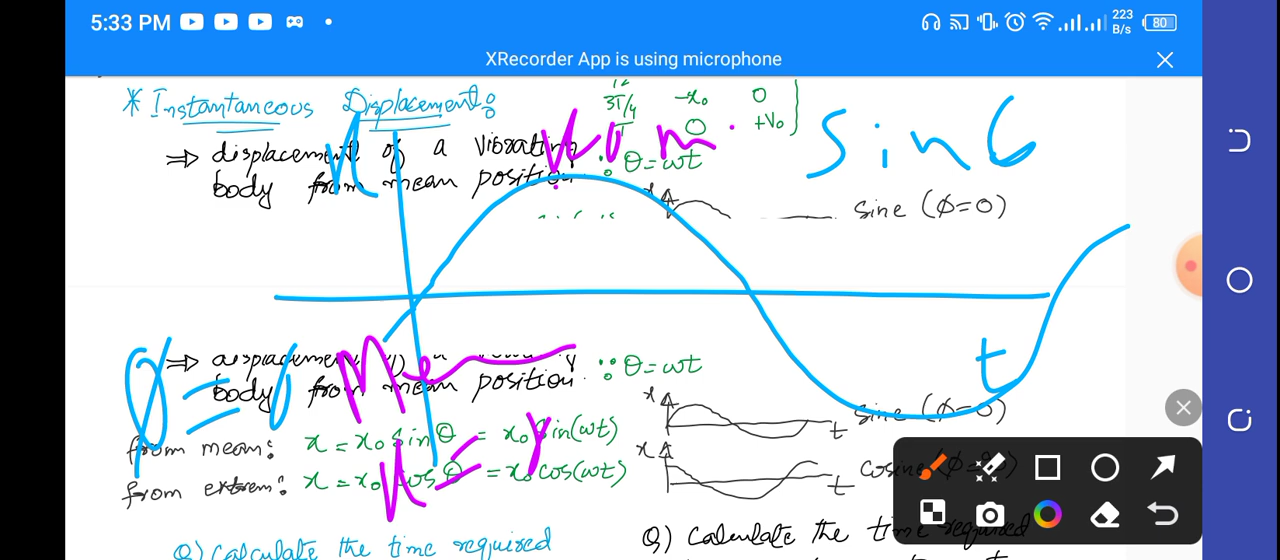 5:33 PM
223 B/s
80
XRecorder App is using microphone
* Instantaneous Displacement:
3T/4 -x₀ 0
0 +V₀
⇒ displacement of a vibrating
body from mean position
∵ θ=ωt
x
sine (ϕ=0)
Sin
x
t
ϕ=0
body from mean position.
∵ θ=ωt
x
t
sine (ϕ=0)
from mean: x = x₀ sinθ = x₀ sin(ωt)
from extrem: x = x₀ cosθ = x₀ cos(ωt)
x
t
Q) Calculate the time required
Q) Calculate the time required